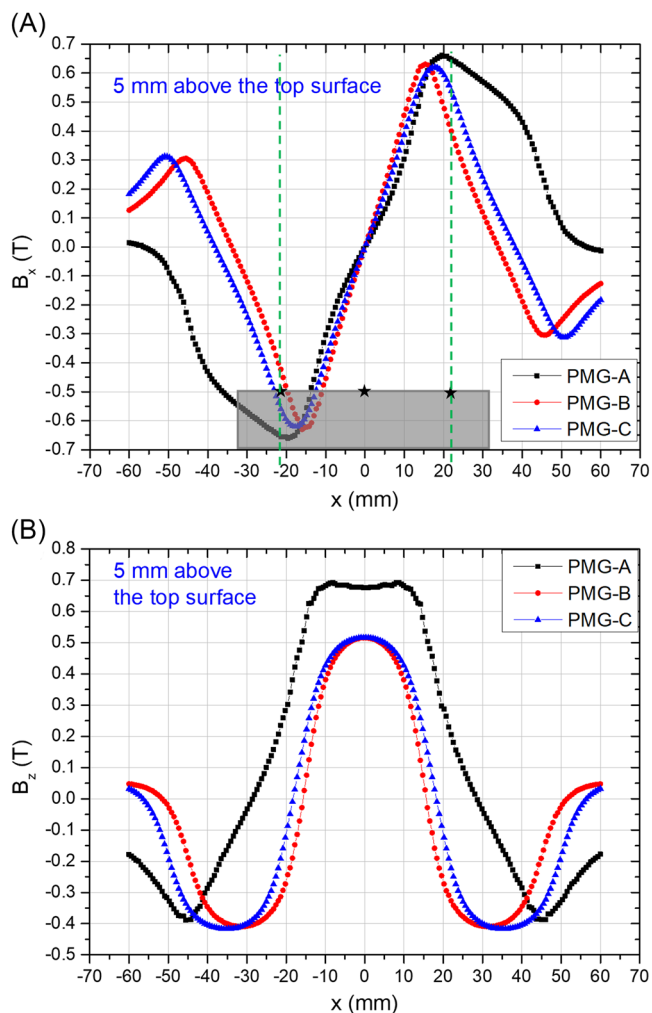 (A)
0.7
0.6
0.5
0.4
0.3
0.2
0.1
0.0
-0.1
-0.2
-0.3
-0.4
-0.5
-0.6
-0.7
Bx (T)
5 mm above the top surface
PMG-A
PMG-B
PMG-C
-70 -60 -50 -40 -30 -20 -10 0 10 20 30 40 50 60 70
x (mm)
(B)
0.8
0.7
0.6
0.5
0.4
0.3
0.2
0.1
0.0
-0.1
-0.2
-0.3
-0.4
-0.5
Bz (T)
5 mm above
the top surface
PMG-A
PMG-B
PMG-C
-70 -60 -50 -40 -30 -20 -10 0 10 20 30 40 50 60 70
x (mm)